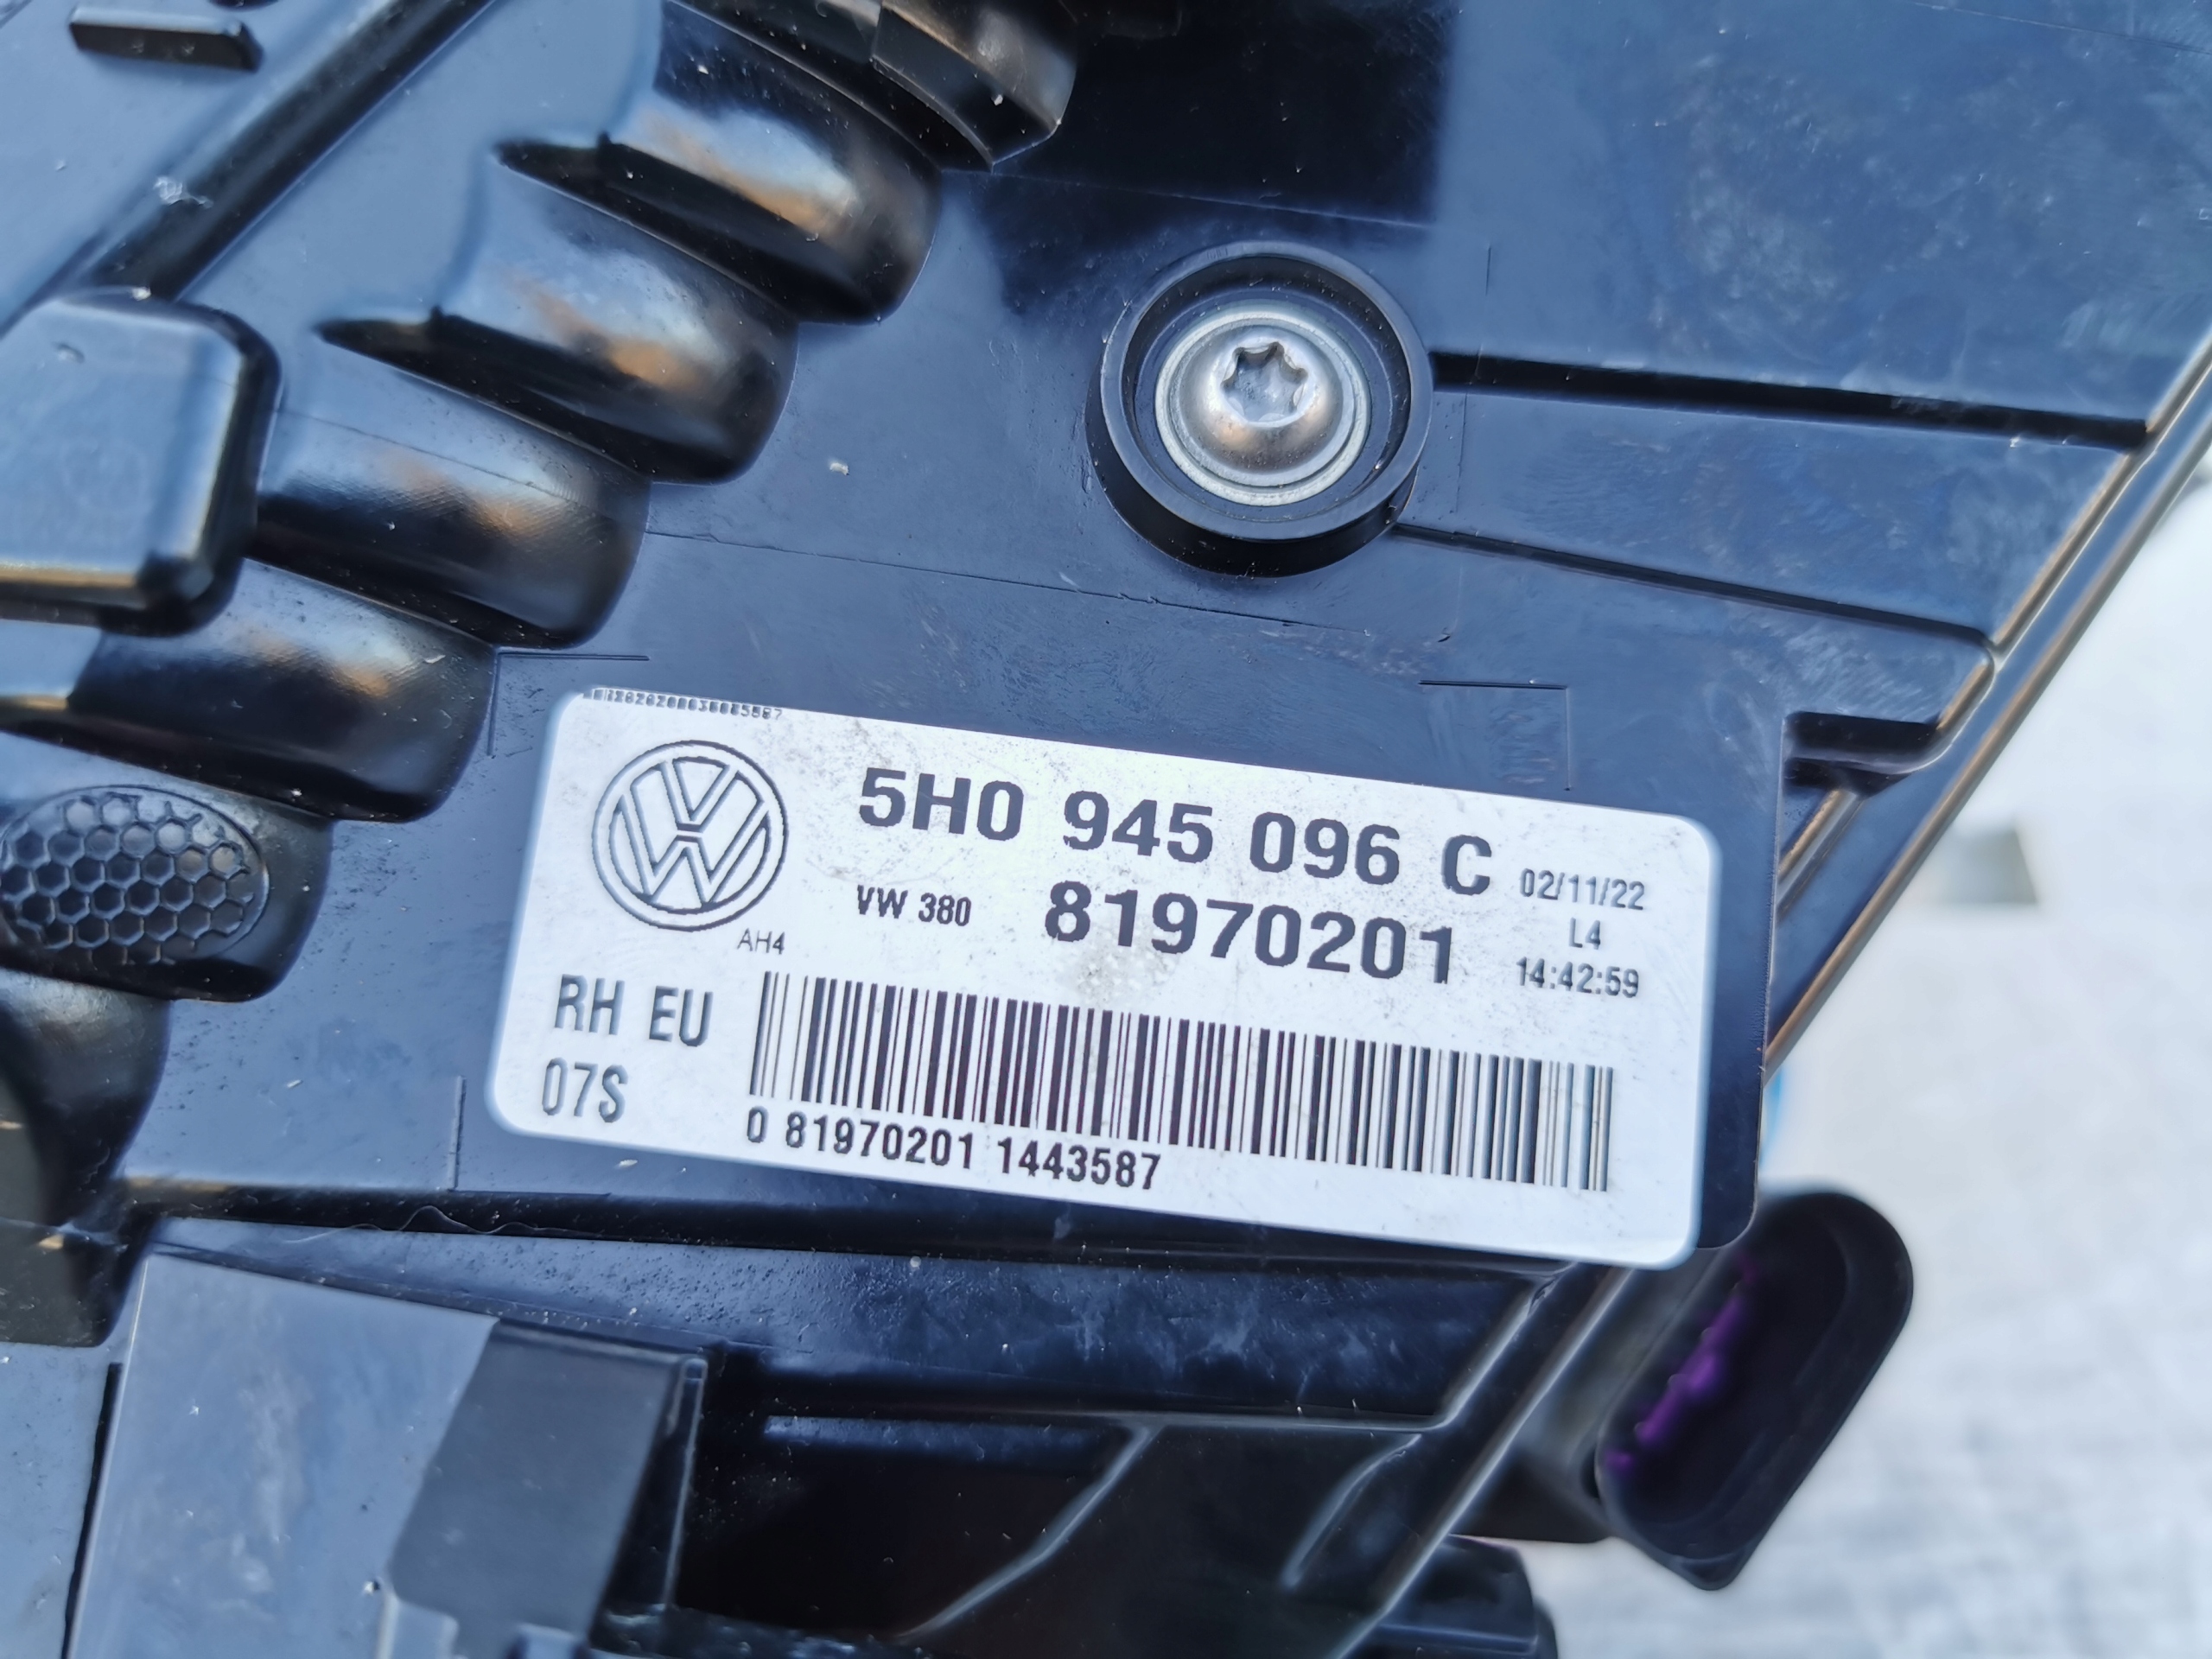 5H0 945 096 C
02/11/22
VW 380
81970201
L4
AH4
14:42:59
RH EU
07S
0 81970201 1443587